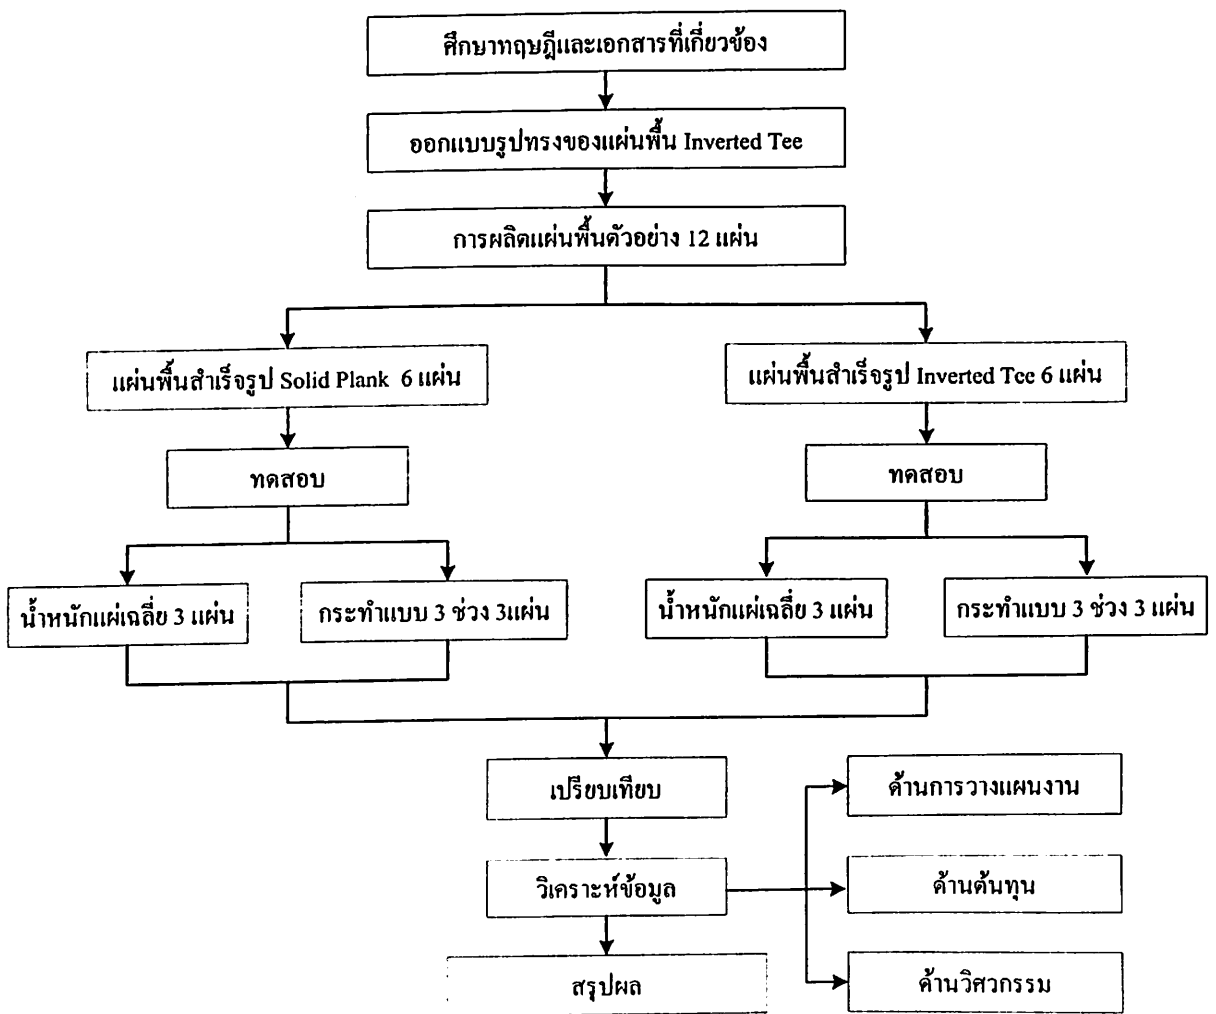 ศึกษาทฤษฎีและเอกสารที่เกี่ยวข้อง
ออกแบบรูปทรงของแผ่นพื้น Inverted Tee
การผลิตแผ่นพื้นตัวอย่าง 12 แผ่น
แผ่นพื้นสำเร็จรูป Solid Plank 6 แผ่น
แผ่นพื้นสำเร็จรูป Inverted Tee 6 แผ่น
ทดสอบ
ทดสอบ
น้ำหนักแผ่เฉลี่ย 3 แผ่น
กระทำแบบ 3 ช่วง 3แผ่น
น้ำหนักแผ่เฉลี่ย 3 แผ่น
กระทำแบบ 3 ช่วง 3 แผ่น
เปรียบเทียบ
ด้านการวางแผนงาน
วิเคราะห์ข้อมูล
ด้านต้นทุน
สรุปผล
ด้านวิศวกรรม